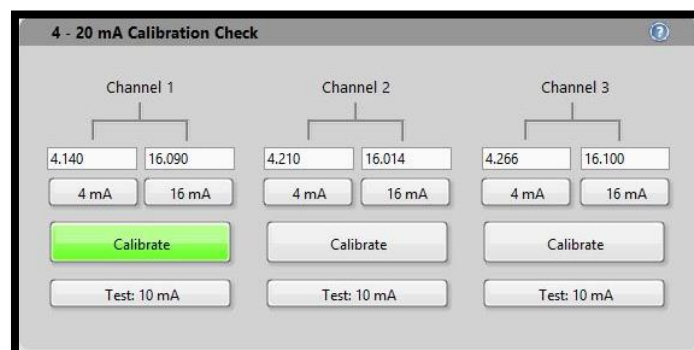 4 - 20 mA Calibration Check
?
Channel 1 Channel 2 Channel 3
4.140 16.090 4.210 16.014 4.266 16.100
4 mA 16 mA 4 mA 16 mA 4 mA 16 mA
Calibrate Calibrate Calibrate
Test: 10 mA Test: 10 mA Test: 10 mA